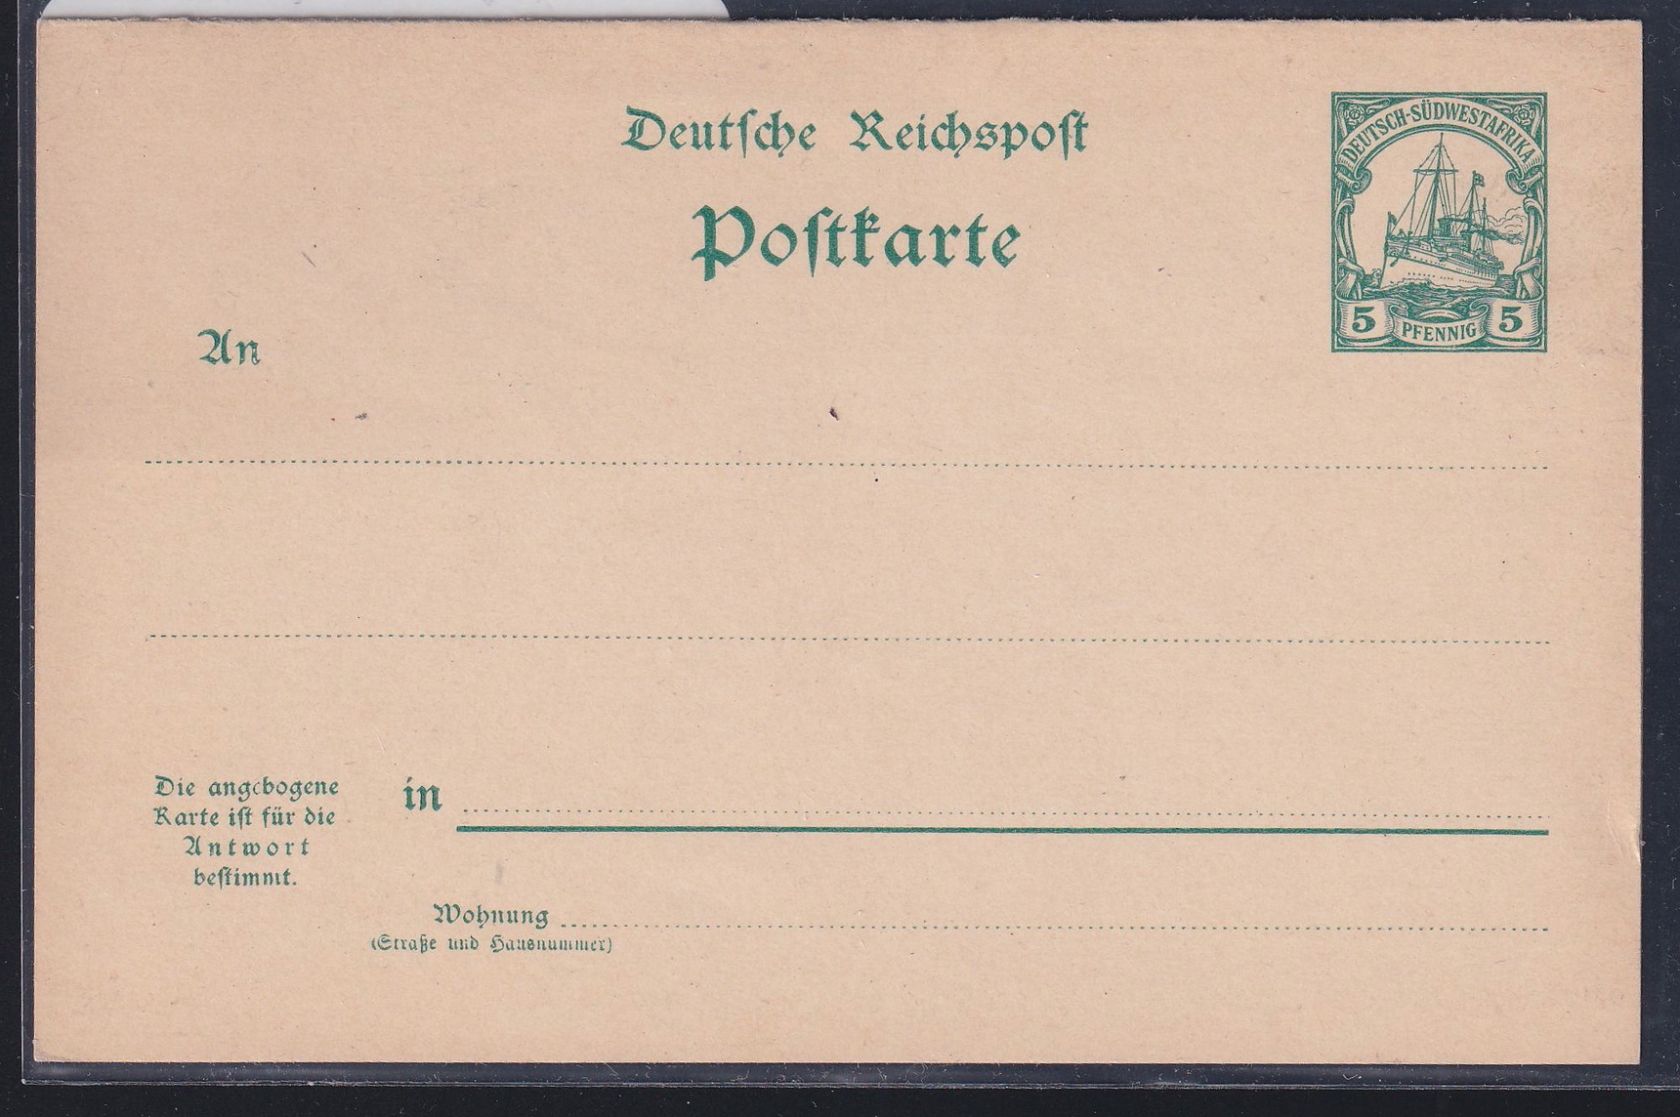 Deutſche Reichspoſt
DEUTSCH-SÜDWESTAFRIKA
Poſtkarte
5 PFENNIG 5
An
Die angebogene
Karte iſt für die
Antwort
beſtimmt.
in
Wohnung
(Straße und Hausnummer)